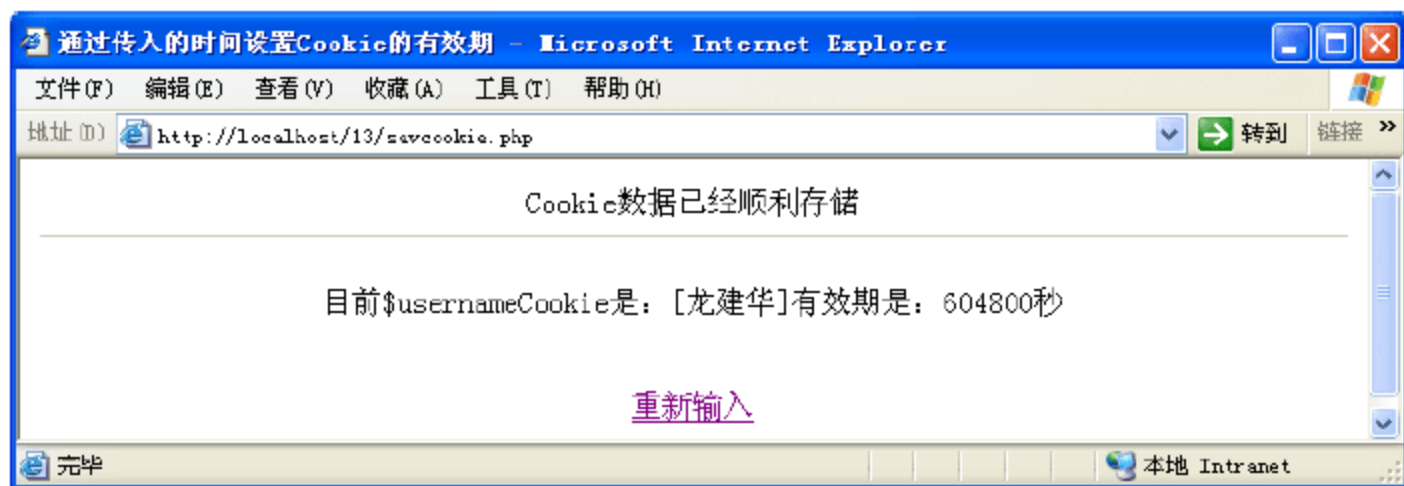 通过传入的时间设置Cookie的有效期 - Microsoft Internet Explorer
文件(F) 编辑(E) 查看(V) 收藏(A) 工具(T) 帮助(H)
地址(D) http://localhost/13/savecookie.php 转到 链接 »
Cookie数据已经顺利存储
目前$usernameCookie是：[龙建华]有效期是：604800秒
重新输入
完毕 本地 Intranet